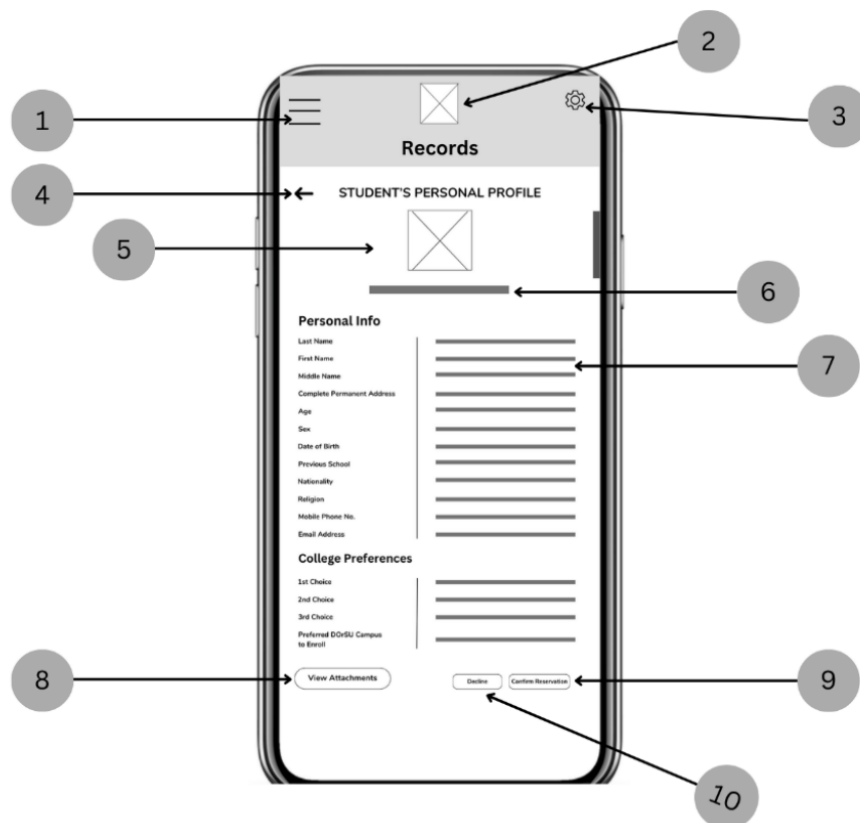 2
1
3
Records
4
STUDENT'S PERSONAL PROFILE
5
6
Personal Info
Last Name
First Name
7
Middle Name
Complete Permanent Address
Age
Sex
Date of Birth
Previous School
Nationality
Religion
Mobile Phone No.
Email Address
College Preferences
1st Choice
2nd Choice
3rd Choice
Preferred DOrSU Campus
to Enroll
8
View Attachments
Decline
Confirm Reservation
9
10